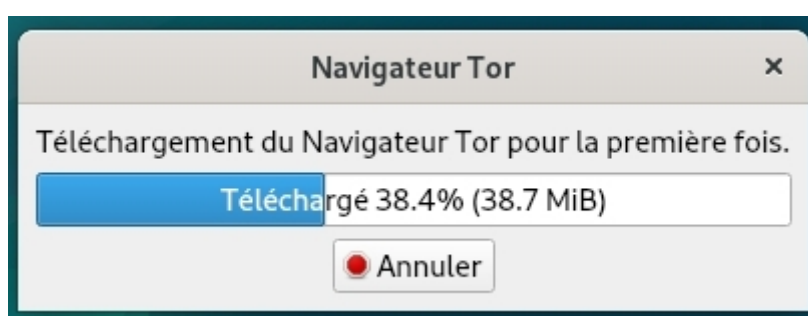 Navigateur Tor
Téléchargement du Navigateur Tor pour la première fois.
Téléchargé 38.4% (38.7 MiB)
Annuler